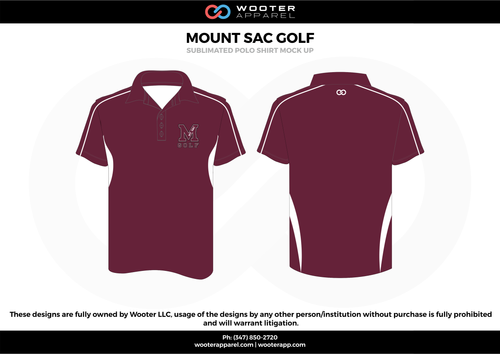 WOOTER
APPAREL
MOUNT SAC GOLF
SUBLIMATED POLO SHIRT MOCK UP
M
GOLF
These designs are fully owned by Wooter LLC, usage of the designs by any other person/institution without purchase is fully prohibited
and will warrant litigation.
Ph: (347) 850-2720
wooterapparel.com | wooterapp.com